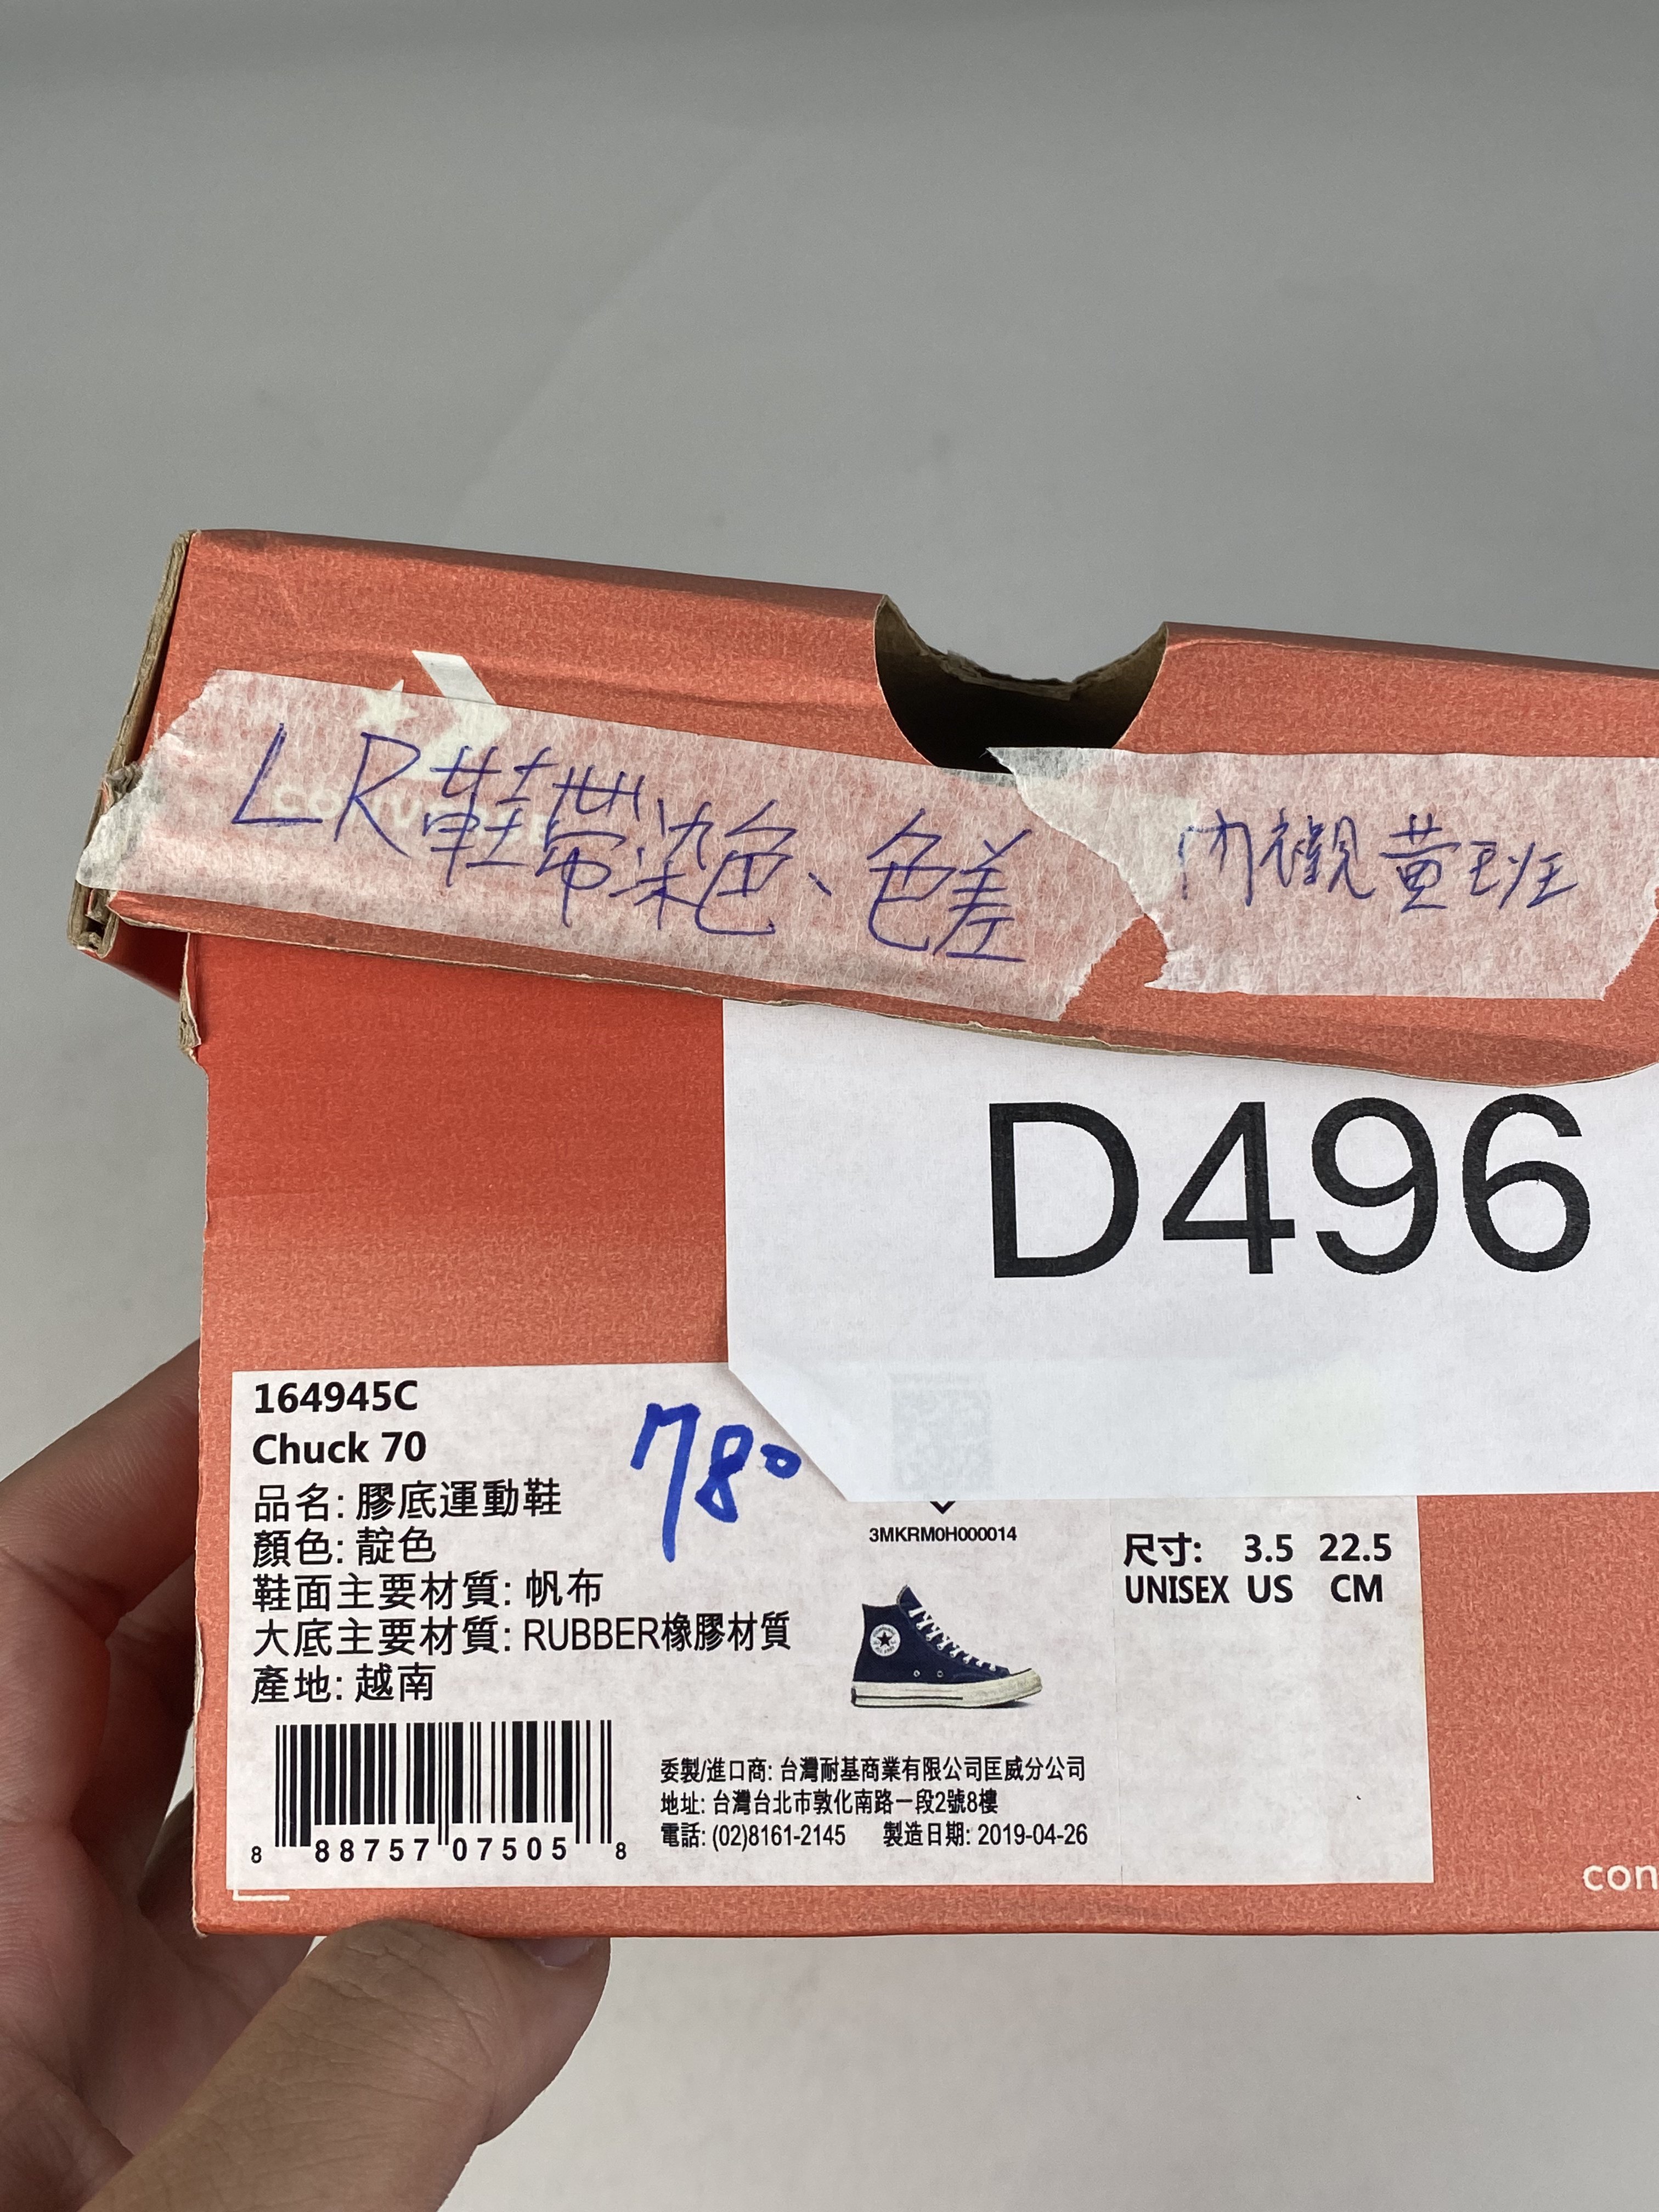 CONVERSE
LR鞋帶染色、色差
內襯黃班
D496
164945C
Chuck 70
780
品名: 膠底運動鞋
顏色: 靛色
鞋面主要材質: 帆布
大底主要材質: RUBBER橡膠材質
產地: 越南
3MKRM0H000014
尺寸: 3.5 22.5
UNISEX US CM
8 88757 07505 8
委製/進口商: 台灣耐基商業有限公司匡威分公司
地址: 台灣台北市敦化南路一段2號8樓
電話: (02)8161-2145 製造日期: 2019-04-26
con